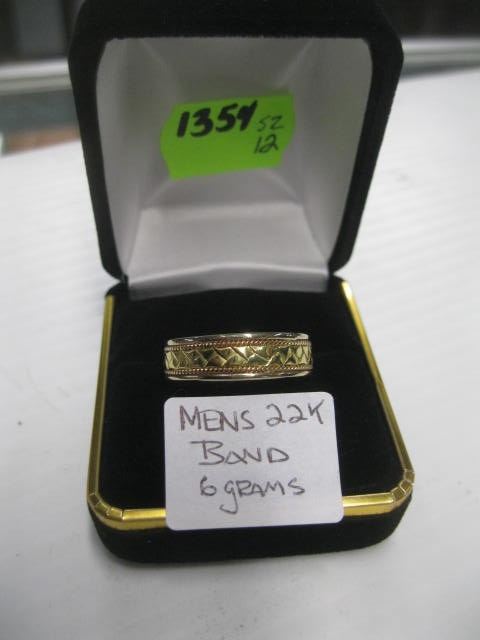 1354 SZ
12
MENS 22K
BAND
6 GRAMS